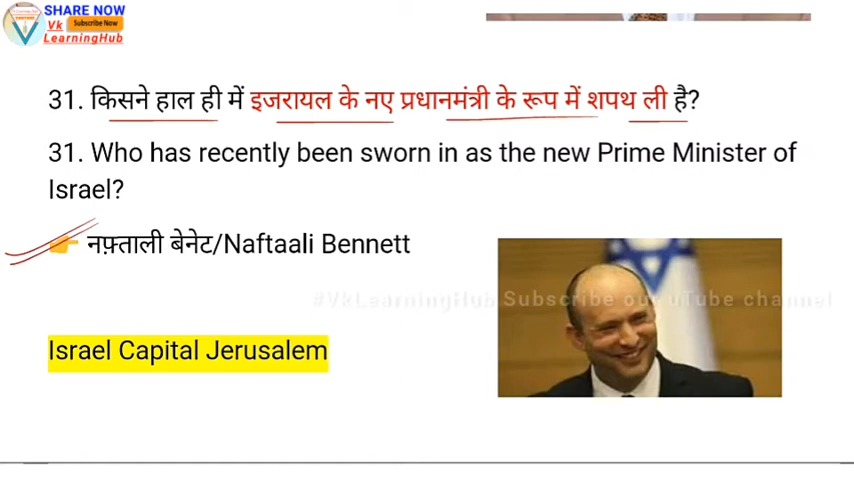 SHARE NOW
Vk
Subscribe Now
LearningHub
31. किसने हाल ही में इजरायल के नए प्रधानमंत्री के रूप में शपथ ली है?
31. Who has recently been sworn in as the new Prime Minister of
Israel?
👉 नफ़्ताली बेनेट/Naftaali Bennett
#VkLearningHub Subscribe our uTube channel
Israel Capital Jerusalem